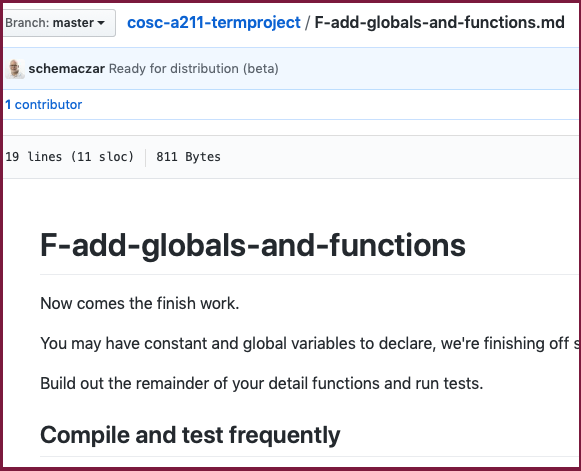 Branch: master cosc-a211-termproject / F-add-globals-and-functions.md
schemaczar Ready for distribution (beta)
1 contributor
19 lines (11 sloc) 811 Bytes
F-add-globals-and-functions
Now comes the finish work.
You may have constant and global variables to declare, we're finishing off s
Build out the remainder of your detail functions and run tests.
Compile and test frequently